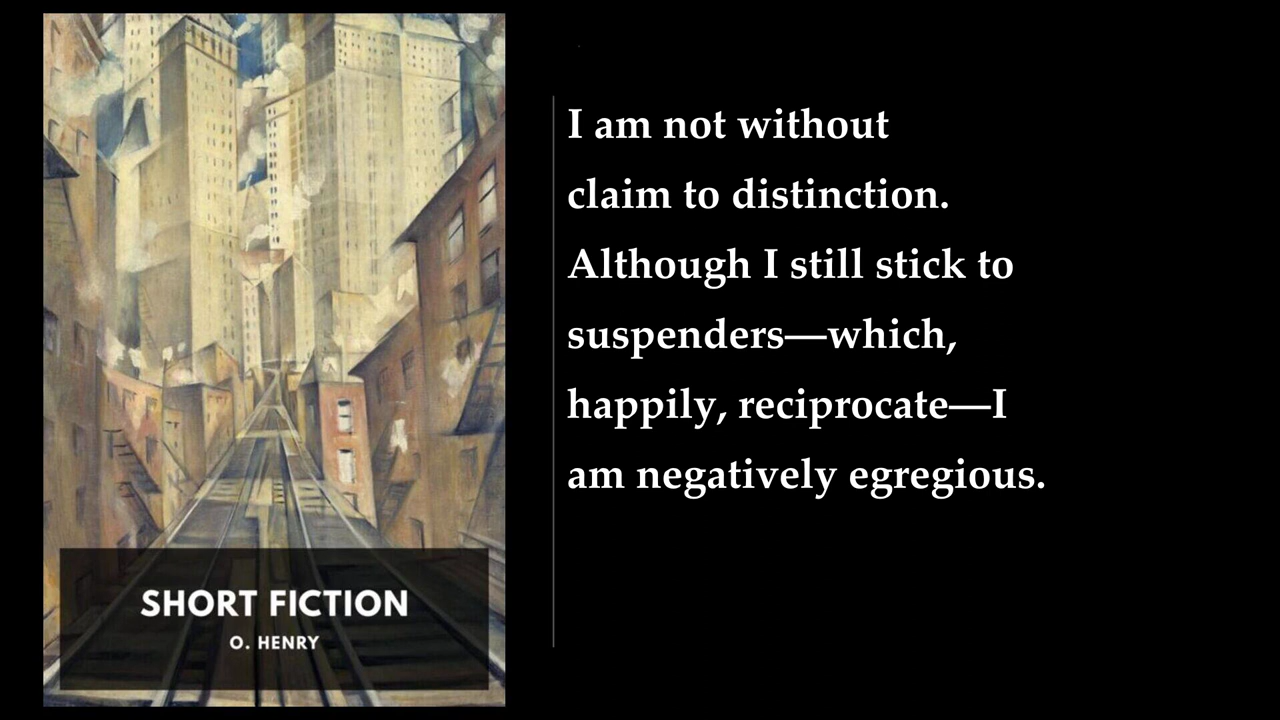 I am not without
claim to distinction.
Although I still stick to
suspenders—which,
happily, reciprocate—I
am negatively egregious.
SHORT FICTION
O. HENRY